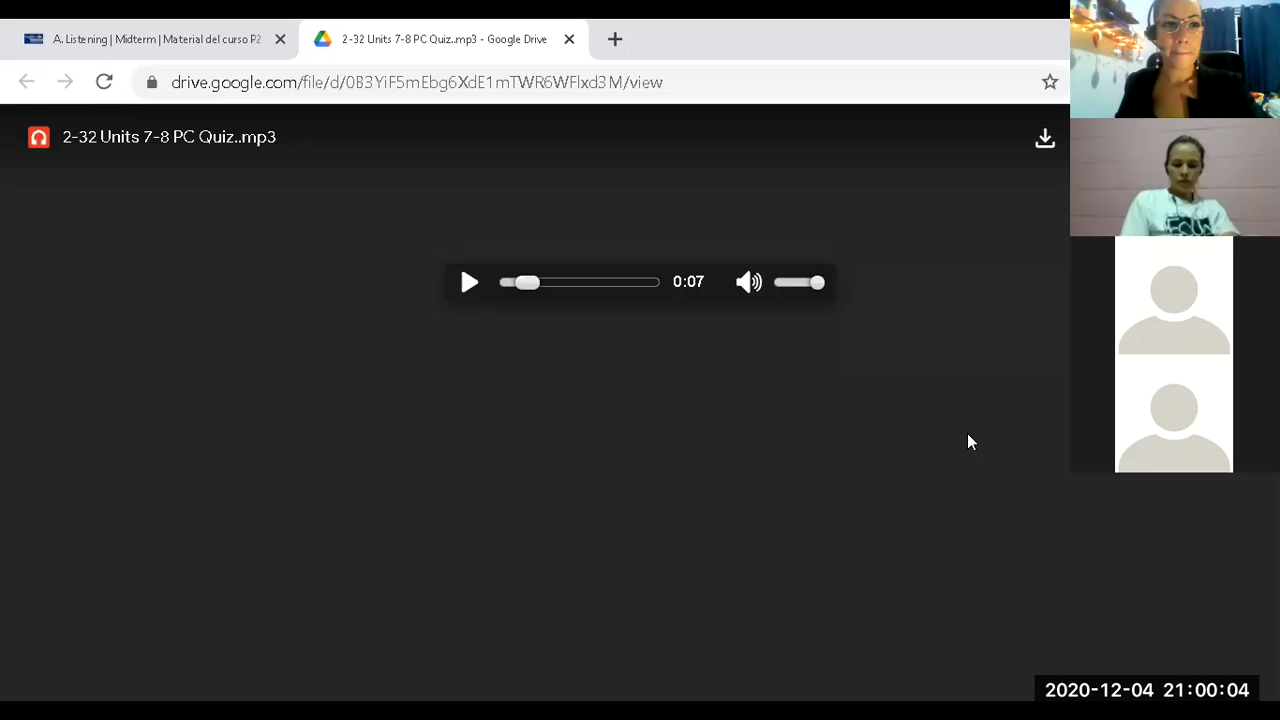 A. Listening | Midterm | Material del curso P2
2-32 Units 7-8 PC Quiz..mp3 - Google Drive
drive.google.com/file/d/0B3YiF5mEbg6XdE1mTWR6WFlxd3M/view
2-32 Units 7-8 PC Quiz..mp3
0:07
2020-12-04 21:00:04